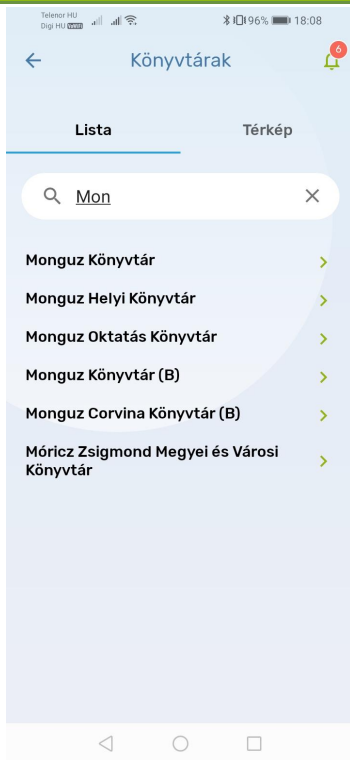 Telenor HU
Digi HU VoWiFi 96% 18:08
Könyvtárak
6
Lista Térkép
Mon
Monguz Könyvtár
Monguz Helyi Könyvtár
Monguz Oktatás Könyvtár
Monguz Könyvtár (B)
Monguz Corvina Könyvtár (B)
Móricz Zsigmond Megyei és Városi
Könyvtár